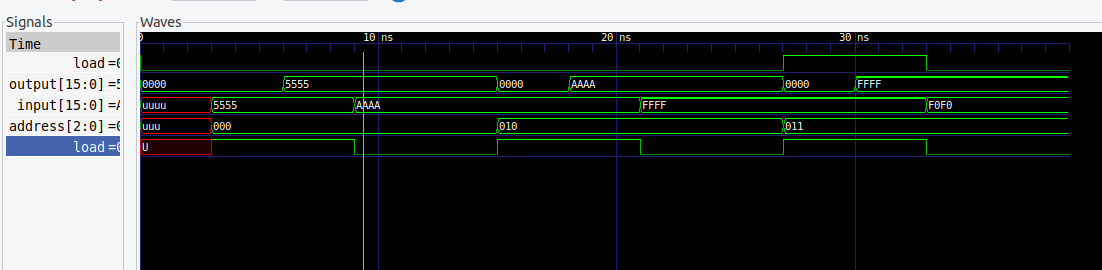 Signals
Waves
Time
0 10 ns 20 ns 30 ns
load=0
output[15:0]=5
0000 5555 0000 AAAA 0000 FFFF
input[15:0]=A
uuuu 5555 AAAA FFFF F0F0
address[2:0]=0
uuu 000 010 011
load=0
U